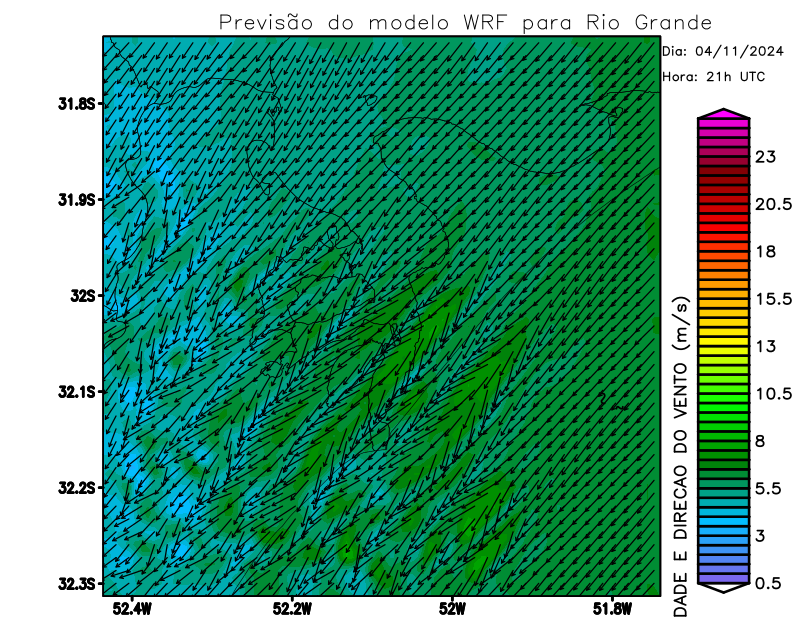 Previsão do modelo WRF para Rio Grande
Dia: 04/11/2024
Hora: 21h UTC
31.8S
31.9S
32S
32.1S
32.2S
32.3S
52.4W
52.2W
52W
51.8W
23
20.5
18
15.5
13
10.5
8
5.5
3
0.5
DADE E DIRECAO DO VENTO (m/s)